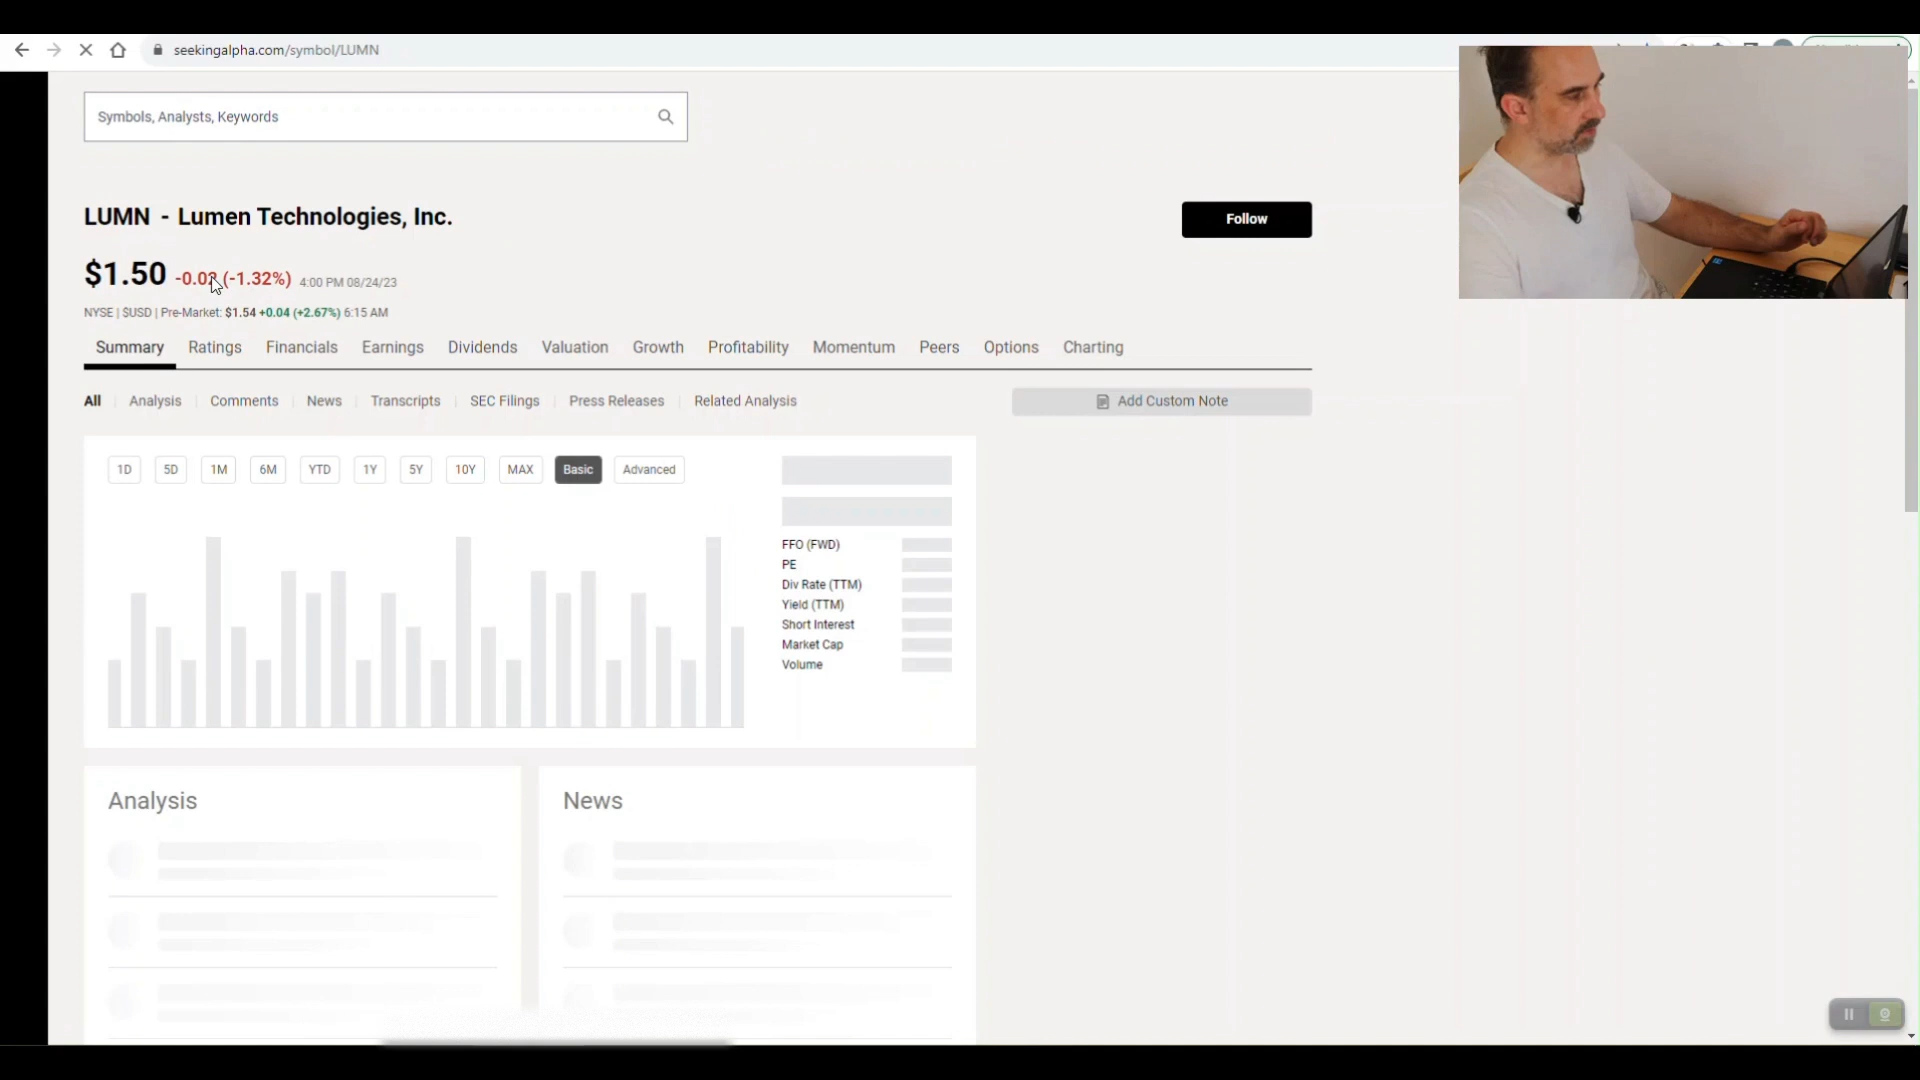 seekingalpha.com/symbol/LUMN
Symbols, Analysts, Keywords
LUMN - Lumen Technologies, Inc.
Follow
$1.50 -0.02 (-1.32%) 4:00 PM 08/24/23
NYSE | $USD | Pre-Market: $1.54 +0.04 (+2.67%) 6:15 AM
Summary Ratings Financials Earnings Dividends Valuation Growth Profitability Momentum Peers Options Charting
All Analysis Comments News Transcripts SEC Filings Press Releases Related Analysis
Add Custom Note
1D 5D 1M 6M YTD 1Y 5Y 10Y MAX Basic Advanced
FFO (FWD)
PE
Div Rate (TTM)
Yield (TTM)
Short Interest
Market Cap
Volume
Analysis
News